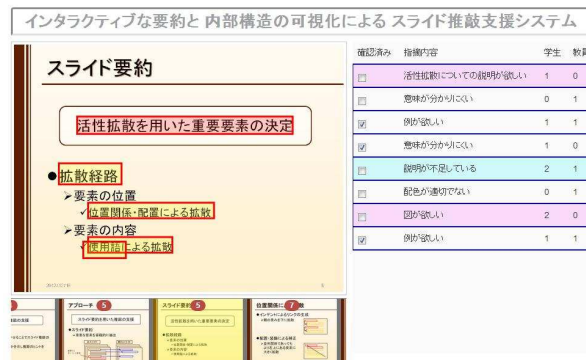 インタラクティブな要約と内部構造の可視化による スライド推敲支援システム
スライド要約
活性拡散を用いた重要要素の決定
●拡散経路
➢要素の位置
✓位置関係・配置による拡散
➢要素の内容
✓使用語による拡散
確認済み 指摘内容 学生 教員
活性拡散についての説明が欲しい 1 0
意味が分かりにくい 0 1
例が欲しい 1 1
意味が分かりにくい 1 0
説明が不足している 2 1
配色が適切でない 0 1
図が欲しい 2 0
例が欲しい 1 1
アプローチ 5
スライド要約 5
位置関係に 7